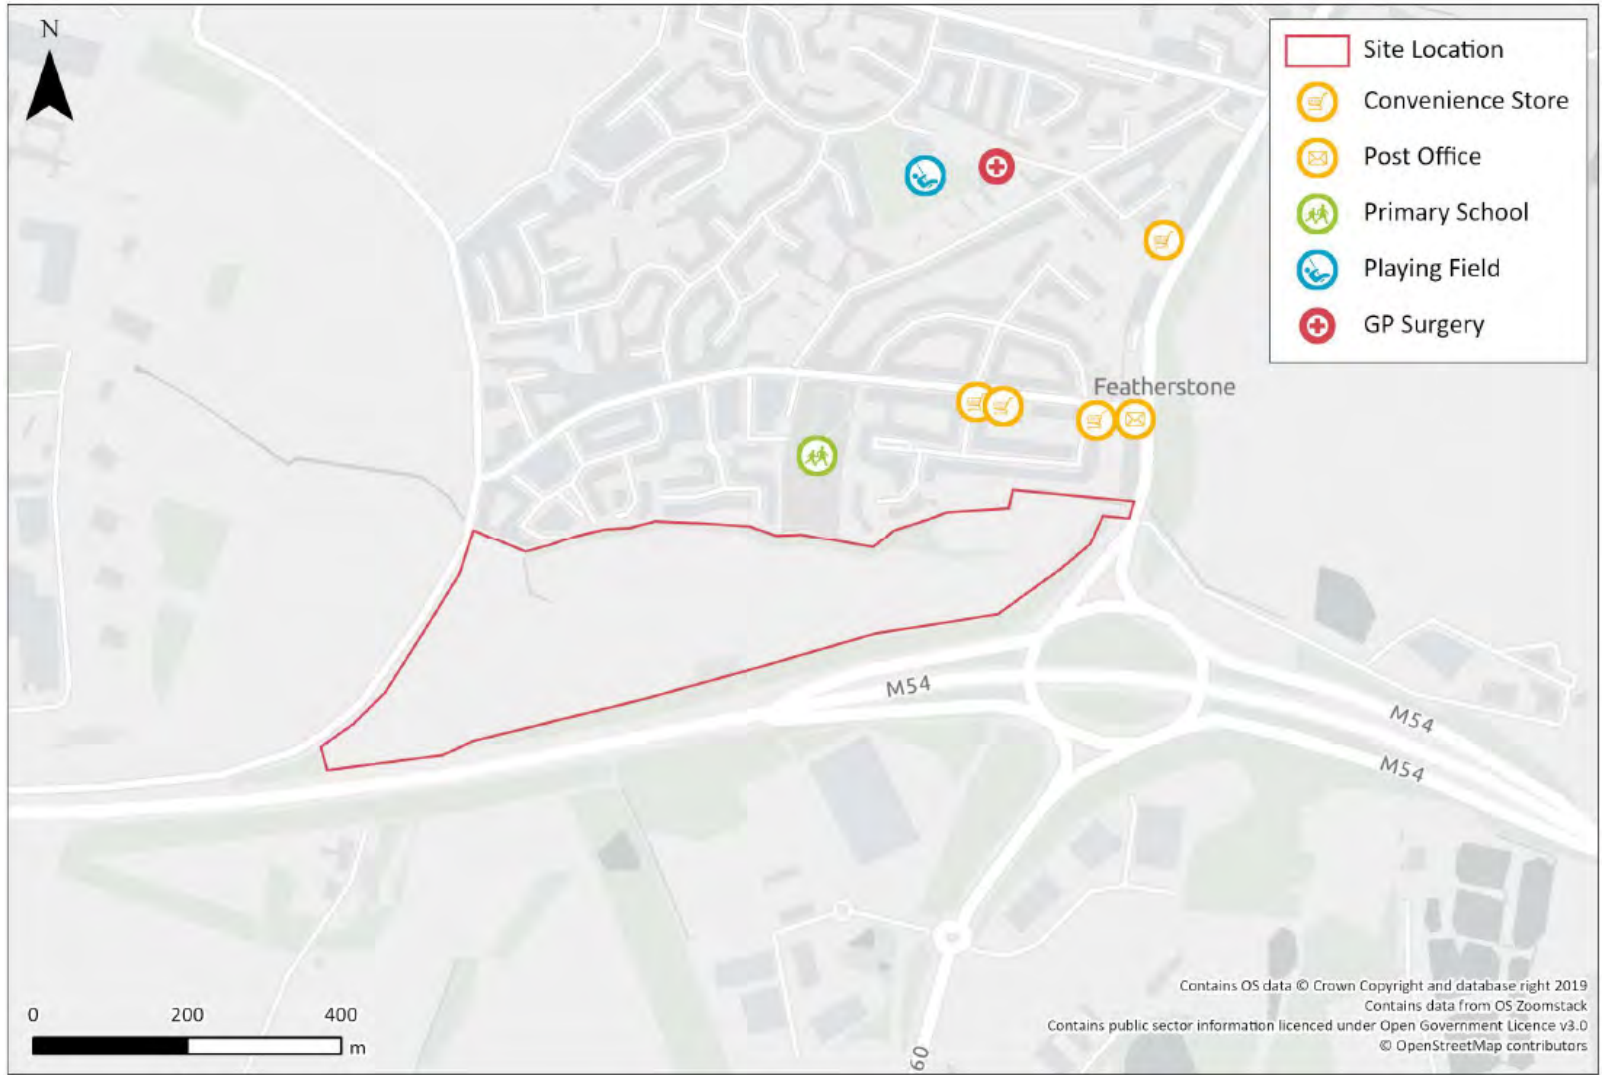 N
Site Location
Convenience Store
Post Office
Primary School
Playing Field
GP Surgery
Featherstone
M54
M54
M54
60
0 200 400
m
Contains OS data © Crown Copyright and database right 2019
Contains data from OS Zoomstack
Contains public sector information licenced under Open Government Licence v3.0
© OpenStreetMap contributors